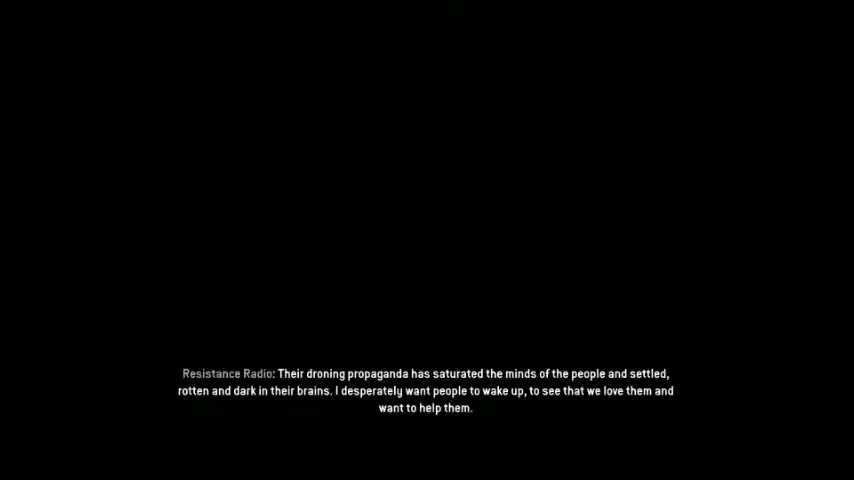 Resistance Radio: Their droning propaganda has saturated the minds of the people and settled,
rotten and dark in their brains. I desperately want people to wake up, to see that we love them and
want to help them.